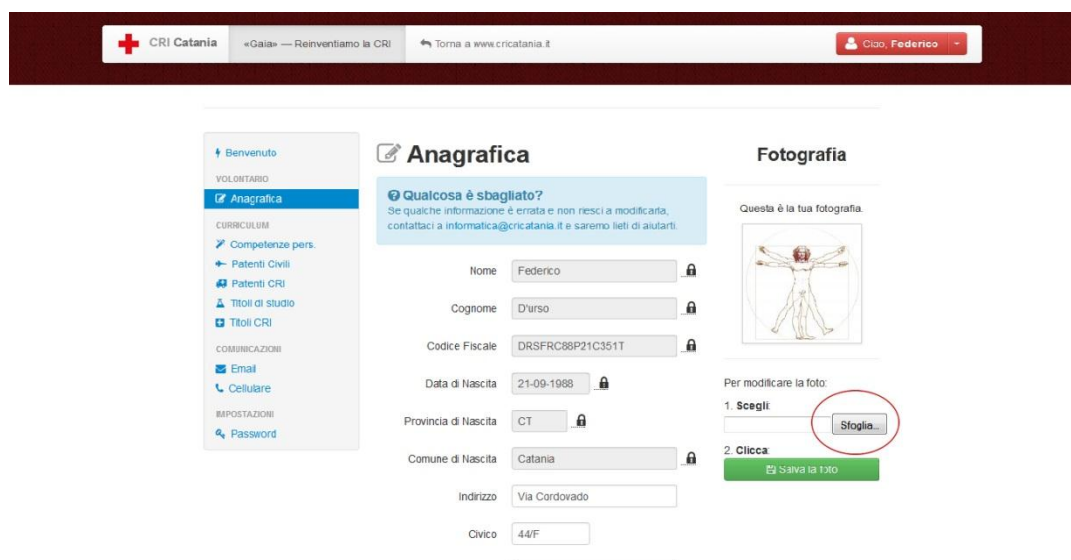 CRI Catania
«Gaia» — Reinventiamo la CRI
Torna a www.cricatania.it
Ciao, Federico
Benvenuto
VOLONTARIO
Anagrafica
CURRICULUM
Competenze pers.
Patenti Civili
Patenti CRI
Titoli di studio
Titoli CRI
COMUNICAZIONI
Email
Cellulare
IMPOSTAZIONI
Password
Anagrafica
Qualcosa è sbagliato?
Se qualche informazione è errata e non riesci a modificarla,
contattaci a informatica@cricatania.it e saremo lieti di aiutarti.
Nome Federico
Cognome D'urso
Codice Fiscale DRSFRC88P21C351T
Data di Nascita 21-09-1988
Provincia di Nascita CT
Comune di Nascita Catania
Indirizzo Via Cordovado
Civico 44/F
Fotografia
Questa è la tua fotografia.
Per modificare la foto:
1. Scegli:
Sfoglia...
2. Clicca:
Salva la foto